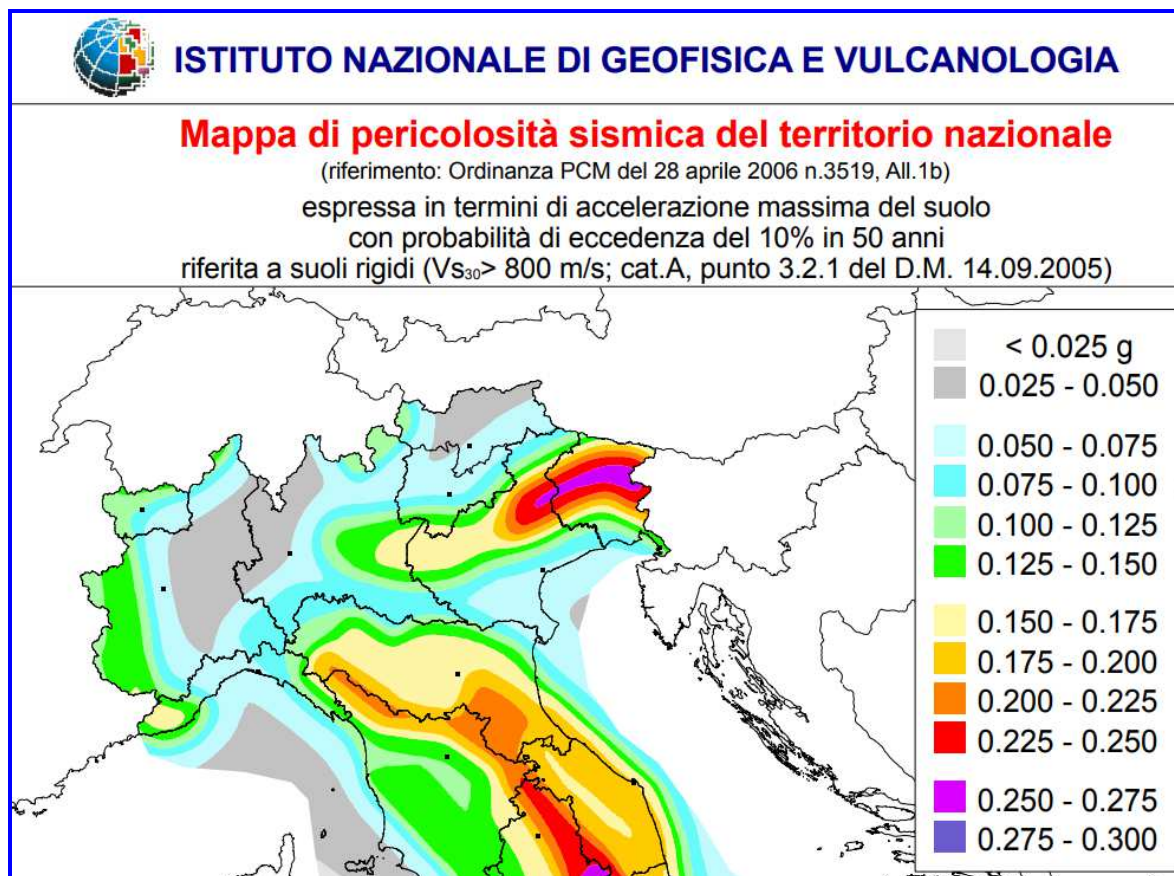 ISTITUTO NAZIONALE DI GEOFISICA E VULCANOLOGIA
Mappa di pericolosità sismica del territorio nazionale
(riferimento: Ordinanza PCM del 28 aprile 2006 n.3519, All.1b)
espressa in termini di accelerazione massima del suolo
con probabilità di eccedenza del 10% in 50 anni
riferita a suoli rigidi (Vs₃₀> 800 m/s; cat.A, punto 3.2.1 del D.M. 14.09.2005)
< 0.025 g
0.025 - 0.050
0.050 - 0.075
0.075 - 0.100
0.100 - 0.125
0.125 - 0.150
0.150 - 0.175
0.175 - 0.200
0.200 - 0.225
0.225 - 0.250
0.250 - 0.275
0.275 - 0.300